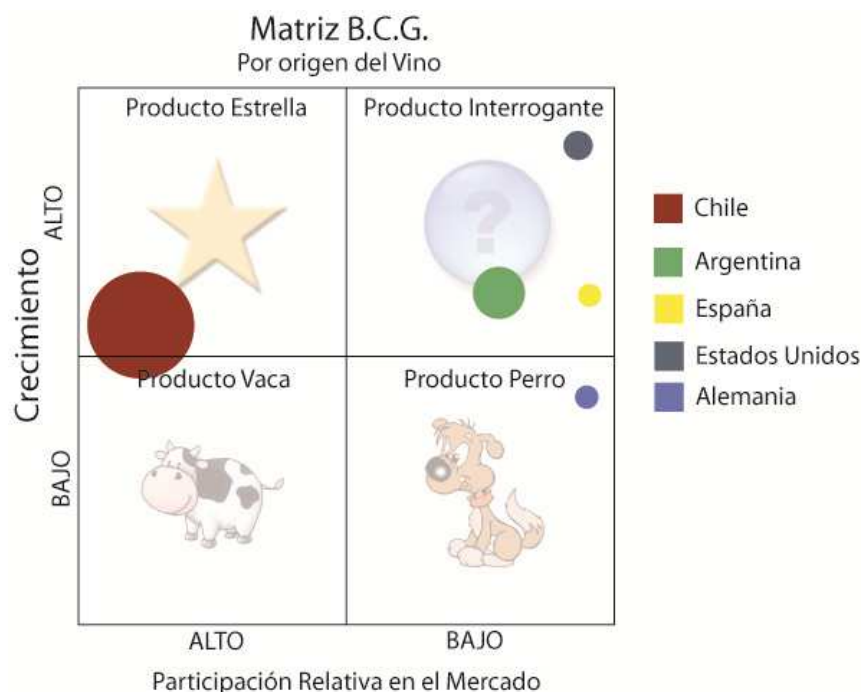 Matriz B.C.G.
Por origen del Vino
Producto Estrella
Producto Interrogante
?
Crecimiento
ALTO
BAJO
Producto Vaca
Producto Perro
ALTO
BAJO
Participación Relativa en el Mercado
Chile
Argentina
España
Estados Unidos
Alemania